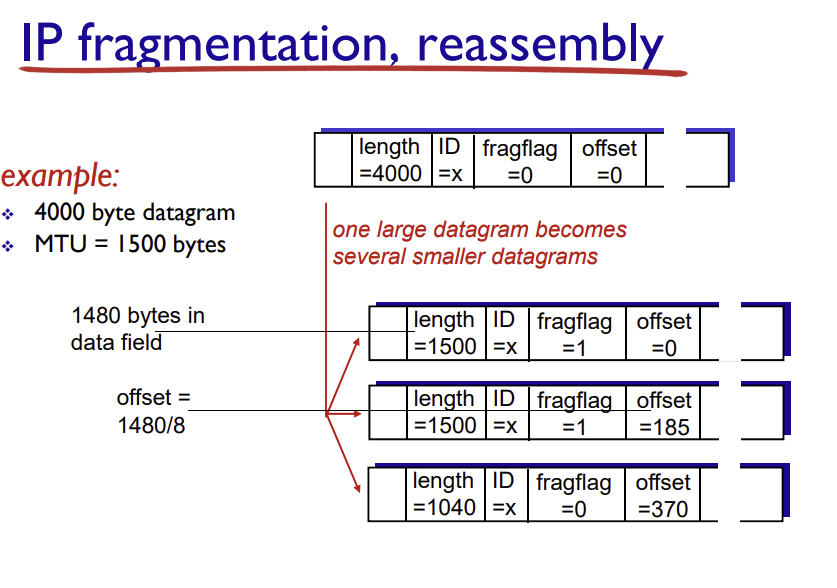 IP fragmentation, reassembly
length ID fragflag offset
=4000 =x =0 =0
example:
❖ 4000 byte datagram
❖ MTU = 1500 bytes
one large datagram becomes
several smaller datagrams
1480 bytes in
data field
length ID fragflag offset
=1500 =x =1 =0
offset =
1480/8
length ID fragflag offset
=1500 =x =1 =185
length ID fragflag offset
=1040 =x =0 =370